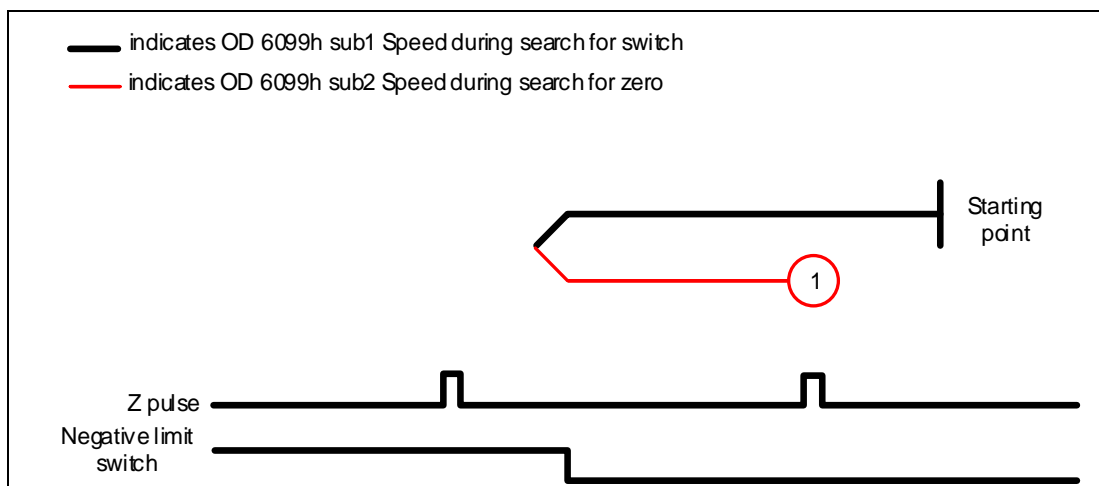 indicates OD 6099h sub1 Speed during search for switch
indicates OD 6099h sub2 Speed during search for zero
Starting
point
1
Z pulse
Negative limit
switch